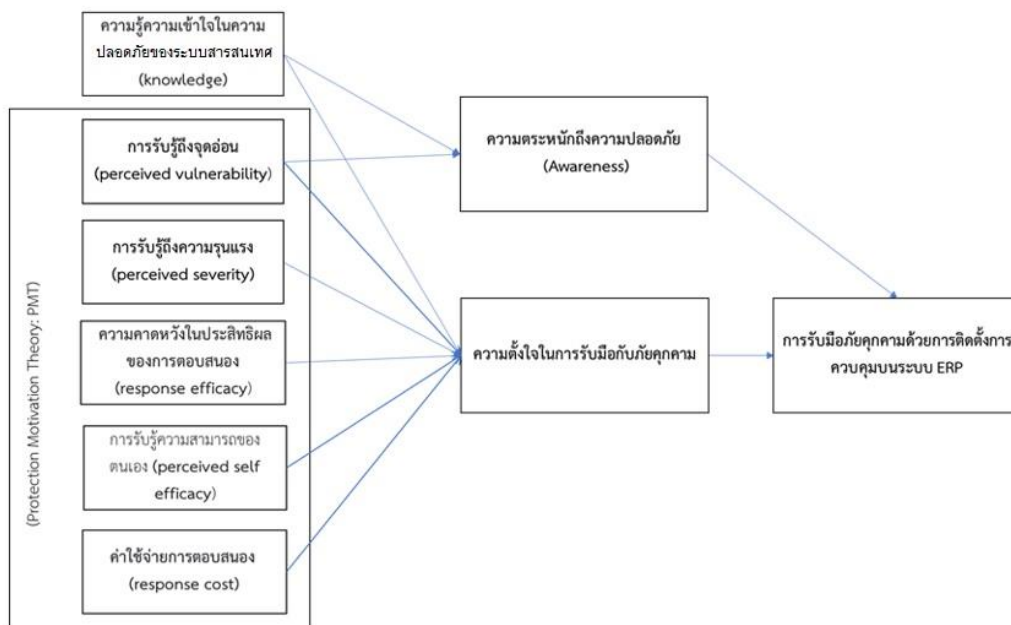 ความรู้ความเข้าใจในความ
ปลอดภัยของระบบสารสนเทศ
(knowledge)
(Protection Motivation Theory: PMT)
การรับรู้ถึงจุดอ่อน
(perceived vulnerability)
การรับรู้ถึงความรุนแรง
(perceived severity)
ความคาดหวังในประสิทธิผล
ของการตอบสนอง
(response efficacy)
การรับรู้ความสามารถของ
ตนเอง (perceived self
efficacy)
ค่าใช้จ่ายการตอบสนอง
(response cost)
ความตระหนักถึงความปลอดภัย
(Awareness)
ความตั้งใจในการรับมือกับภัยคุกคาม
การรับมือภัยคุกคามด้วยการติดตั้งการ
ควบคุมบนระบบ ERP